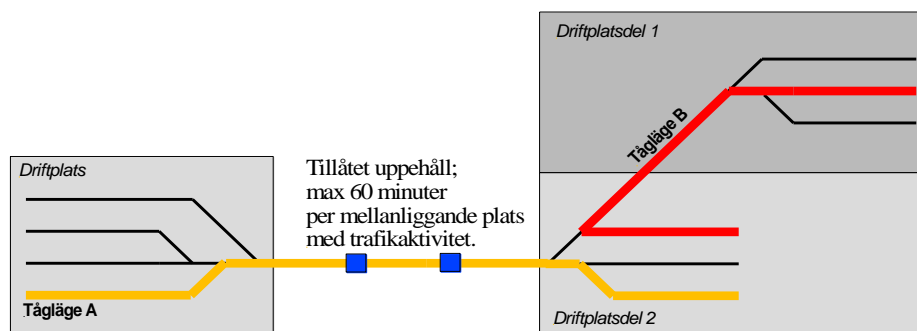 Driftplatsdel 1
Tågläge B
Driftplats
Tillåtet uppehåll;
max 60 minuter
per mellanliggande plats
med trafikaktivitet.
Tågläge A
Driftplatsdel 2